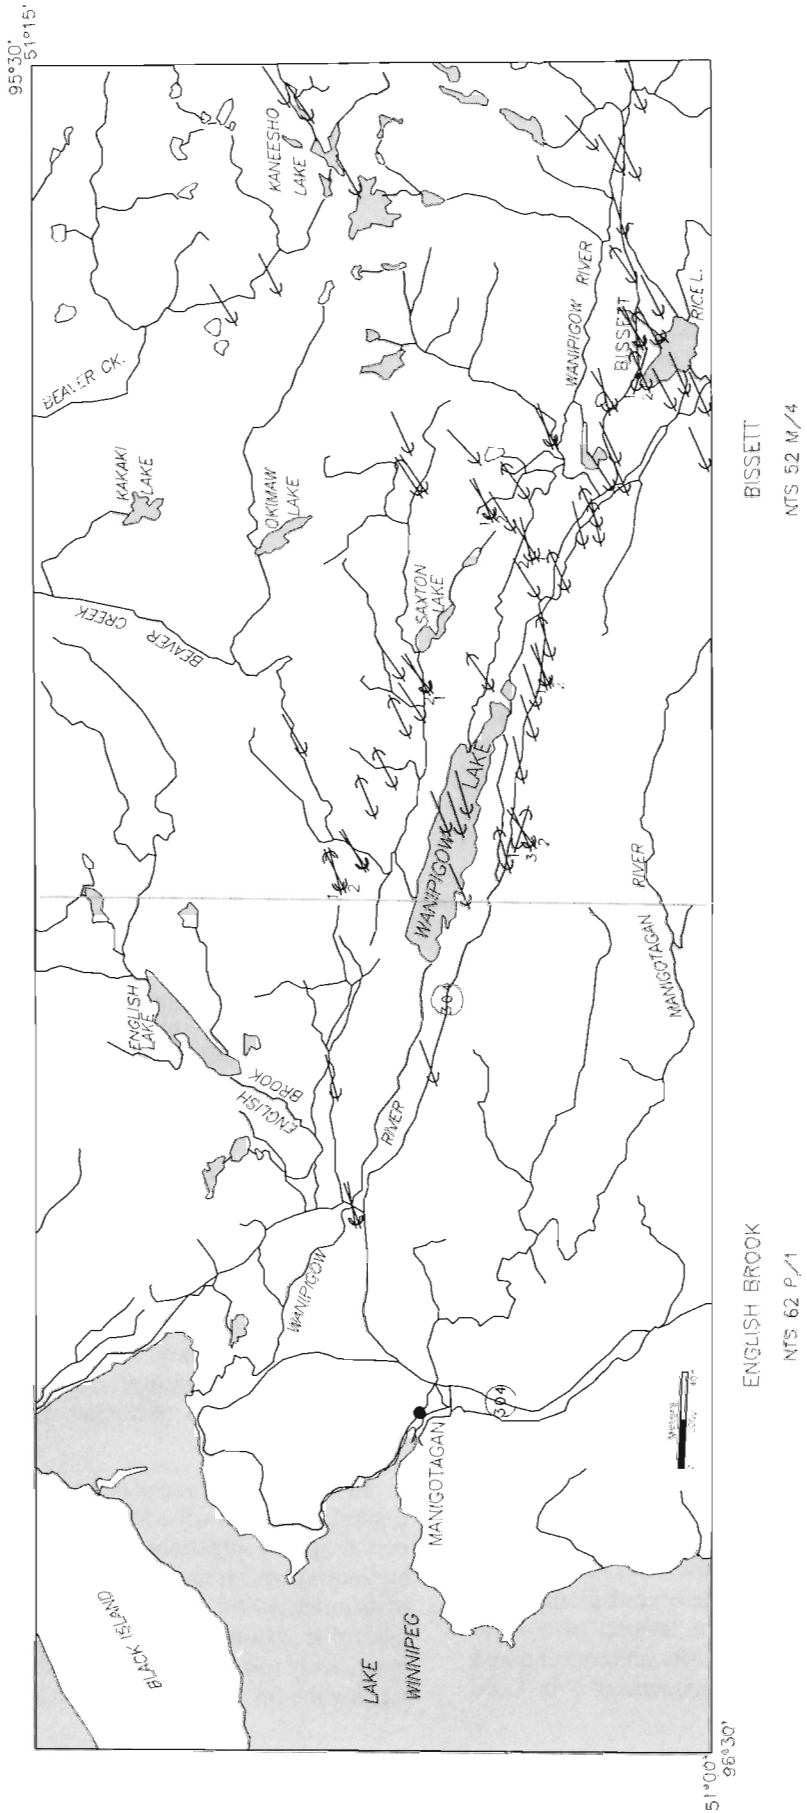 95°30'
51°15'
KANEESHO
LAKE
BEAVER CK.
KAKAKI
LAKE
OKIMAW
LAKE
BEAVER
CREEK
SAXTON
LAKE
WANIPIGOW RIVER
BISSETT
RICE L.
WANIPIGOW
LAKE
ENGLISH
LAKE
ENGLISH
BROOK
304
RIVER
WANIPIGOW
MANIGOTAGAN
RIVER
MANIGOTAGAN
304
BLACK ISLAND
LAKE
WINNIPEG
BISSETT
NTS 52 M/4
ENGLISH BROOK
NTS 62 P/1
51°00'
96°30'